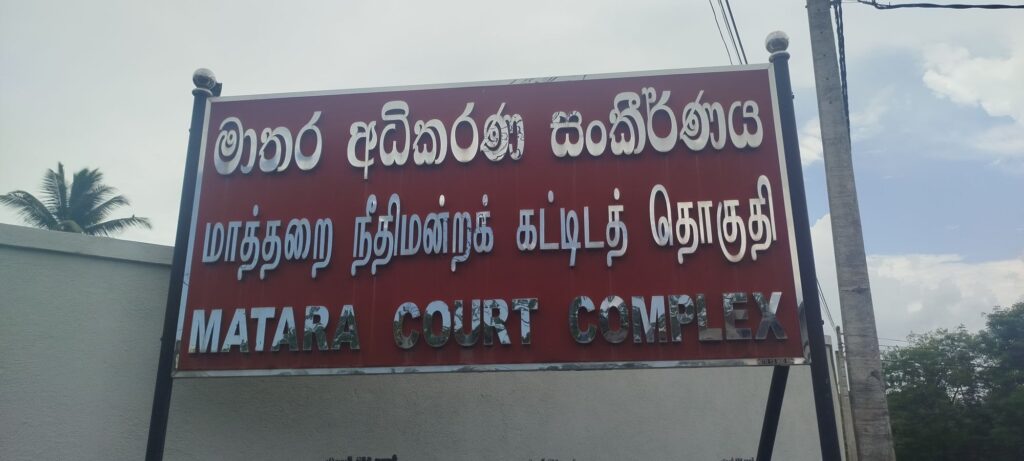 මාතර අධිකරණ සංකීර්ණය
மாத்தறை நீதிமன்றக் கட்டிடத் தொகுதி
MATARA COURT COMPLEX